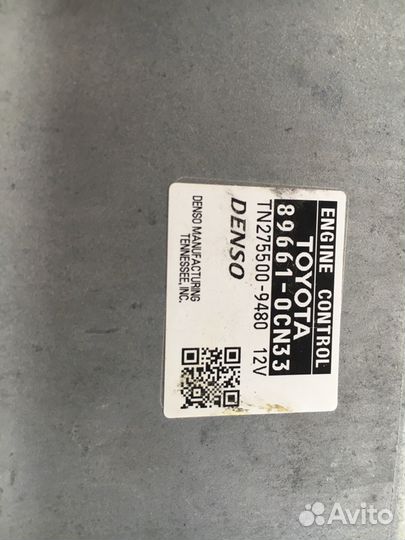 ENGINE CONTROL
TOYOTA
89661-0CN33
TN275500-9480 12V
DENSO
DENSO MANUFACTURING
TENNESSEE, INC.
Avito